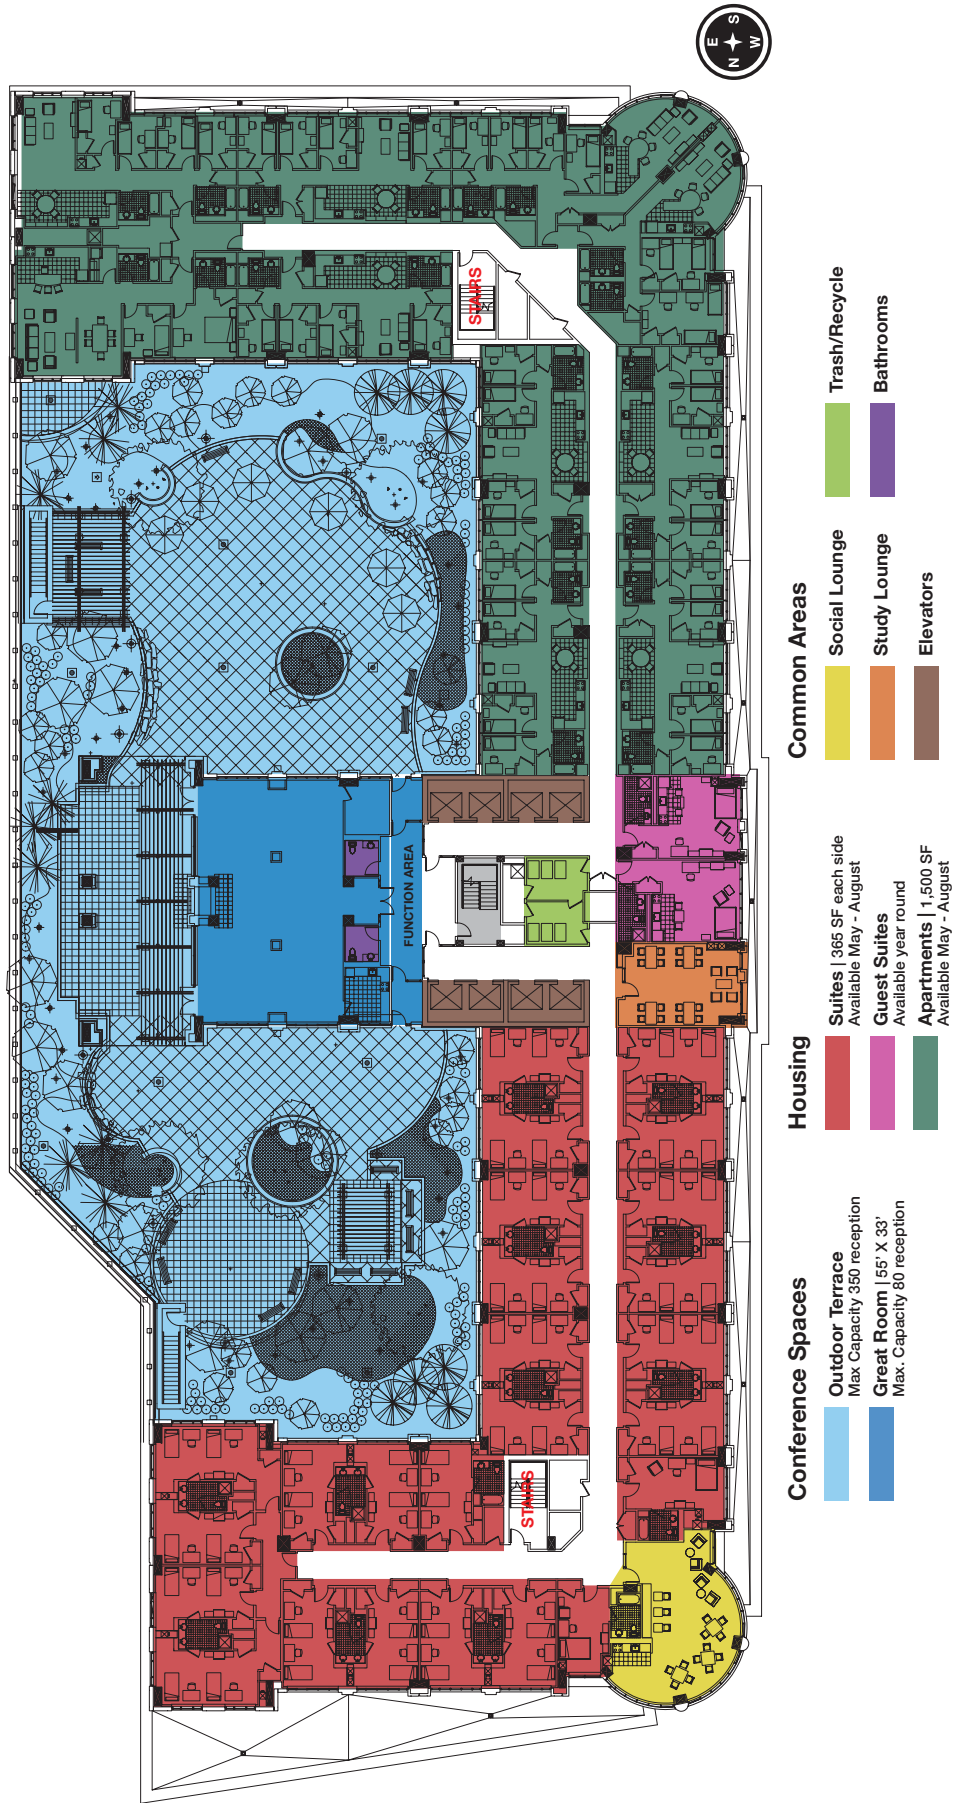 N E S W
STAIRS
STAIRS
FUNCTION AREA
Conference Spaces
Outdoor Terrace
Max Capacity 350 reception
Great Room | 55' X 33'
Max. Capacity 80 reception
Housing
Suites | 365 SF each side
Available May - August
Guest Suites
Available year round
Apartments | 1,500 SF
Available May - August
Common Areas
Social Lounge
Study Lounge
Elevators
Trash/Recycle
Bathrooms